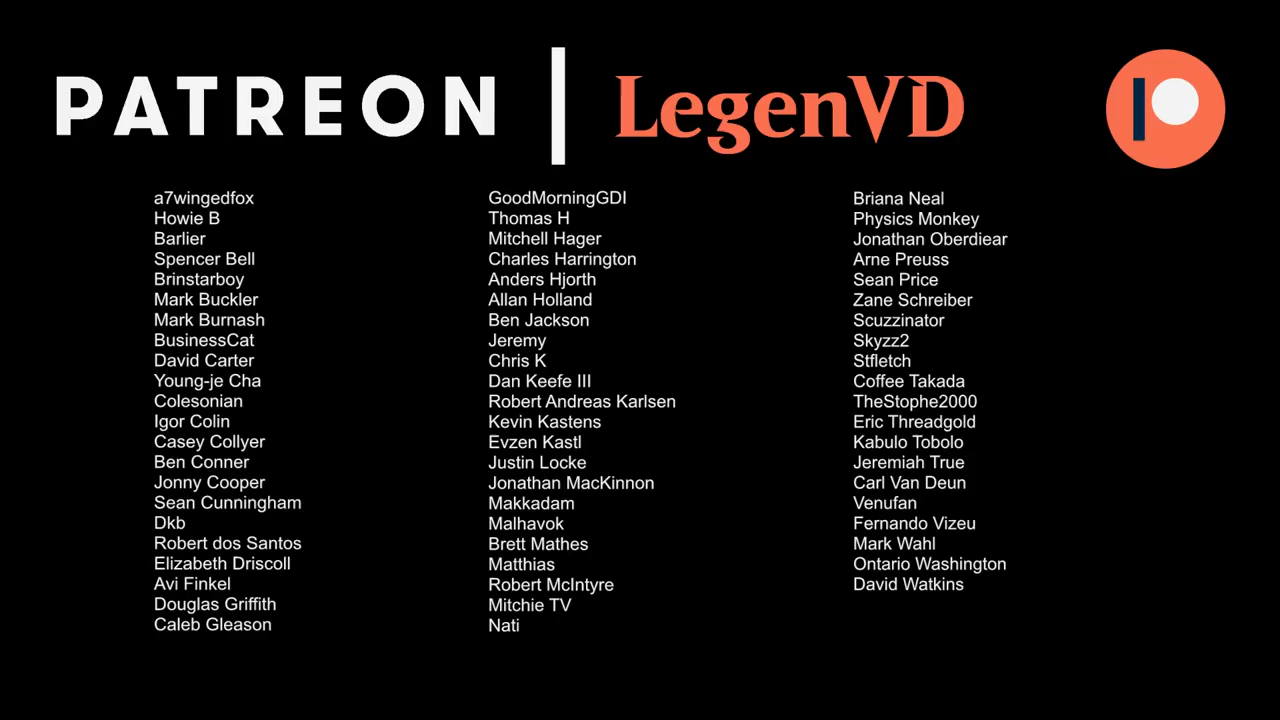 PATREON | LegenVD
a7wingedfox
Howie B
Barlier
Spencer Bell
Brinstarboy
Mark Buckler
Mark Burnash
BusinessCat
David Carter
Young-je Cha
Colesonian
Igor Colin
Casey Collyer
Ben Conner
Jonny Cooper
Sean Cunningham
Dkb
Robert dos Santos
Elizabeth Driscoll
Avi Finkel
Douglas Griffith
Caleb Gleason
GoodMorningGDI
Thomas H
Mitchell Hager
Charles Harrington
Anders Hjorth
Allan Holland
Ben Jackson
Jeremy
Chris K
Dan Keefe III
Robert Andreas Karlsen
Kevin Kastens
Evzen Kastl
Justin Locke
Jonathan MacKinnon
Makkadam
Malhavok
Brett Mathes
Matthias
Robert McIntyre
Mitchie TV
Nati
Briana Neal
Physics Monkey
Jonathan Oberdiear
Arne Preuss
Sean Price
Zane Schreiber
Scuzzinator
Skyzz2
Stfletch
Coffee Takada
TheStophe2000
Eric Threadgold
Kabulo Tobolo
Jeremiah True
Carl Van Deun
Venufan
Fernando Vizeu
Mark Wahl
Ontario Washington
David Watkins